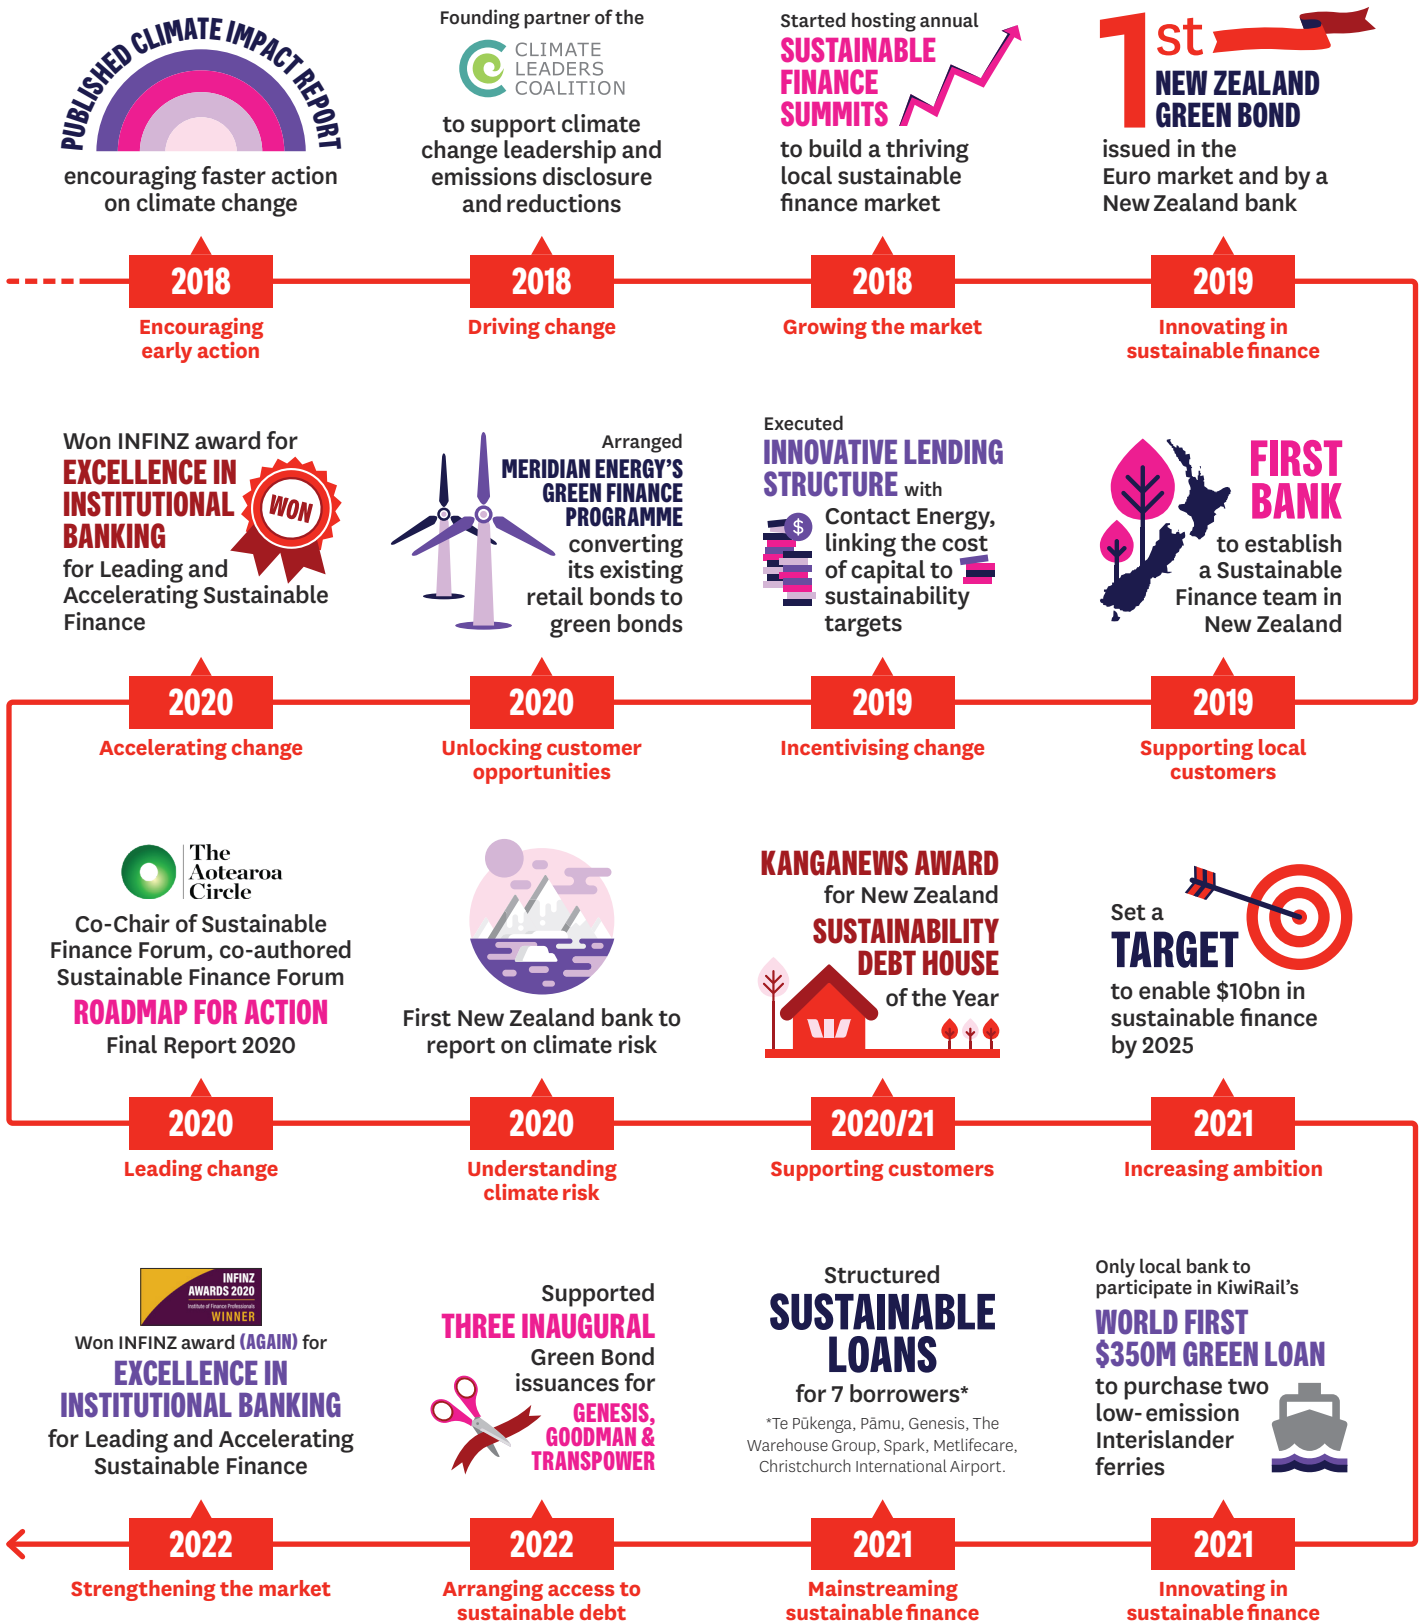 PUBLISHED CLIMATE IMPACT REPORT
encouraging faster action
on climate change
2018
Encouraging
early action
Founding partner of the
CLIMATE
LEADERS
COALITION
to support climate
change leadership and
emissions disclosure
and reductions
2018
Driving change
Started hosting annual
SUSTAINABLE
FINANCE
SUMMITS
to build a thriving
local sustainable
finance market
2018
Growing the market
1st
NEW ZEALAND
GREEN BOND
issued in the
Euro market and by a
New Zealand bank
2019
Innovating in
sustainable finance
Won INFINZ award for
EXCELLENCE IN
INSTITUTIONAL
BANKING
WON
for Leading and
Accelerating Sustainable
Finance
2020
Accelerating change
Arranged
MERIDIAN ENERGY'S
GREEN FINANCE
PROGRAMME
converting
its existing
retail bonds to
green bonds
2020
Unlocking customer
opportunities
Executed
INNOVATIVE LENDING
STRUCTURE with
$
Contact Energy,
linking the cost
of capital to
sustainability
targets
2019
Incentivising change
FIRST
BANK
to establish
a Sustainable
Finance team in
New Zealand
2019
Supporting local
customers
The
Aotearoa
Circle
Co-Chair of Sustainable
Finance Forum, co-authored
Sustainable Finance Forum
ROADMAP FOR ACTION
Final Report 2020
2020
Leading change
First New Zealand bank to
report on climate risk
2020
Understanding
climate risk
KANGANEWS AWARD
for New Zealand
SUSTAINABILITY
DEBT HOUSE
of the Year
2020/21
Supporting customers
Set a
TARGET
to enable $10bn in
sustainable finance
by 2025
2021
Increasing ambition
INFINZ
AWARDS 2020
Institute of Finance Professionals
WINNER
Won INFINZ award (AGAIN) for
EXCELLENCE IN
INSTITUTIONAL BANKING
for Leading and Accelerating
Sustainable Finance
2022
Strengthening the market
Supported
THREE INAUGURAL
Green Bond
issuances for
GENESIS,
GOODMAN &
TRANSPOWER
2022
Arranging access to
sustainable debt
Structured
SUSTAINABLE
LOANS
for 7 borrowers*
*Te Pūkenga, Pāmu, Genesis, The
Warehouse Group, Spark, Metlifecare,
Christchurch International Airport.
2021
Mainstreaming
sustainable finance
Only local bank to
participate in KiwiRail's
WORLD FIRST
$350M GREEN LOAN
to purchase two
low-emission
Interislander
ferries
2021
Innovating in
sustainable finance